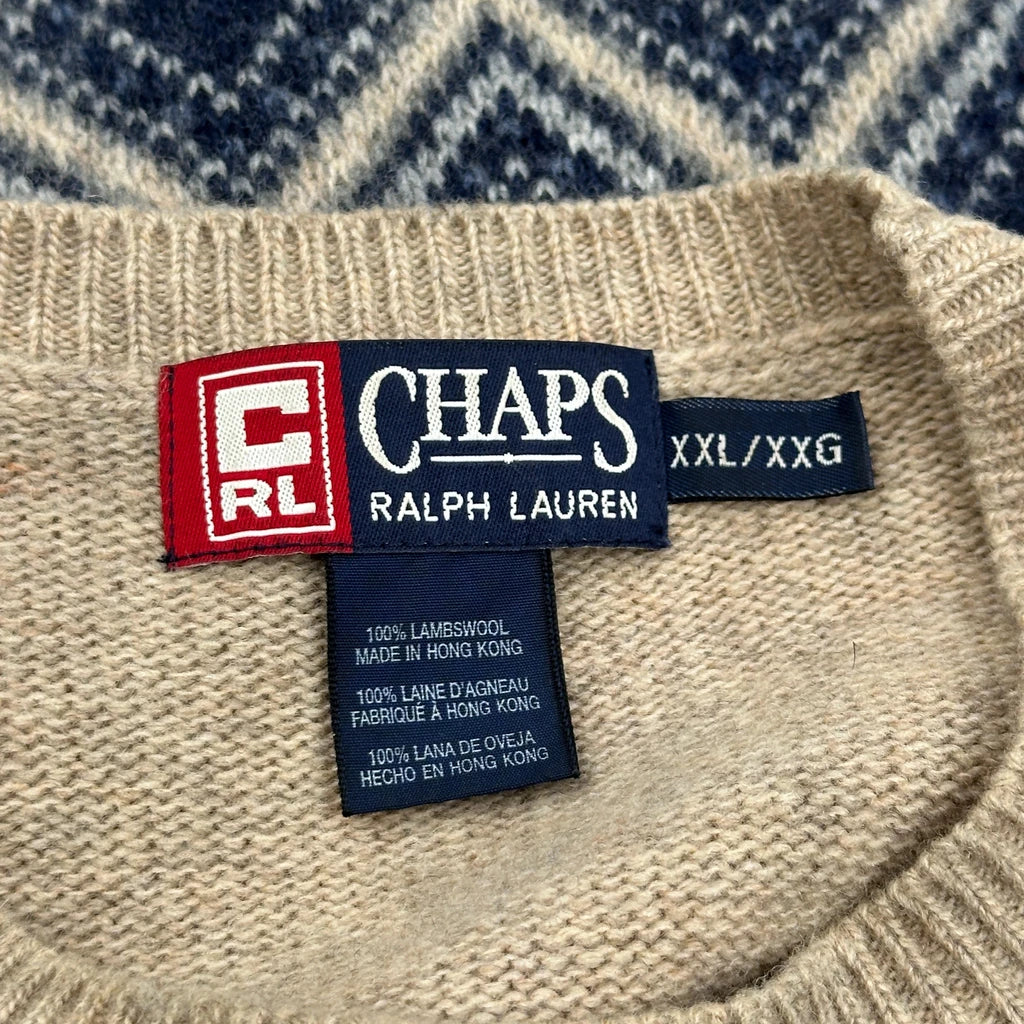 C
RL
CHAPS
RALPH LAUREN
XXL/XXG
100% LAMBSWOOL
MADE IN HONG KONG
100% LAINE D'AGNEAU
FABRIQUÉ À HONG KONG
100% LANA DE OVEJA
HECHO EN HONG KONG